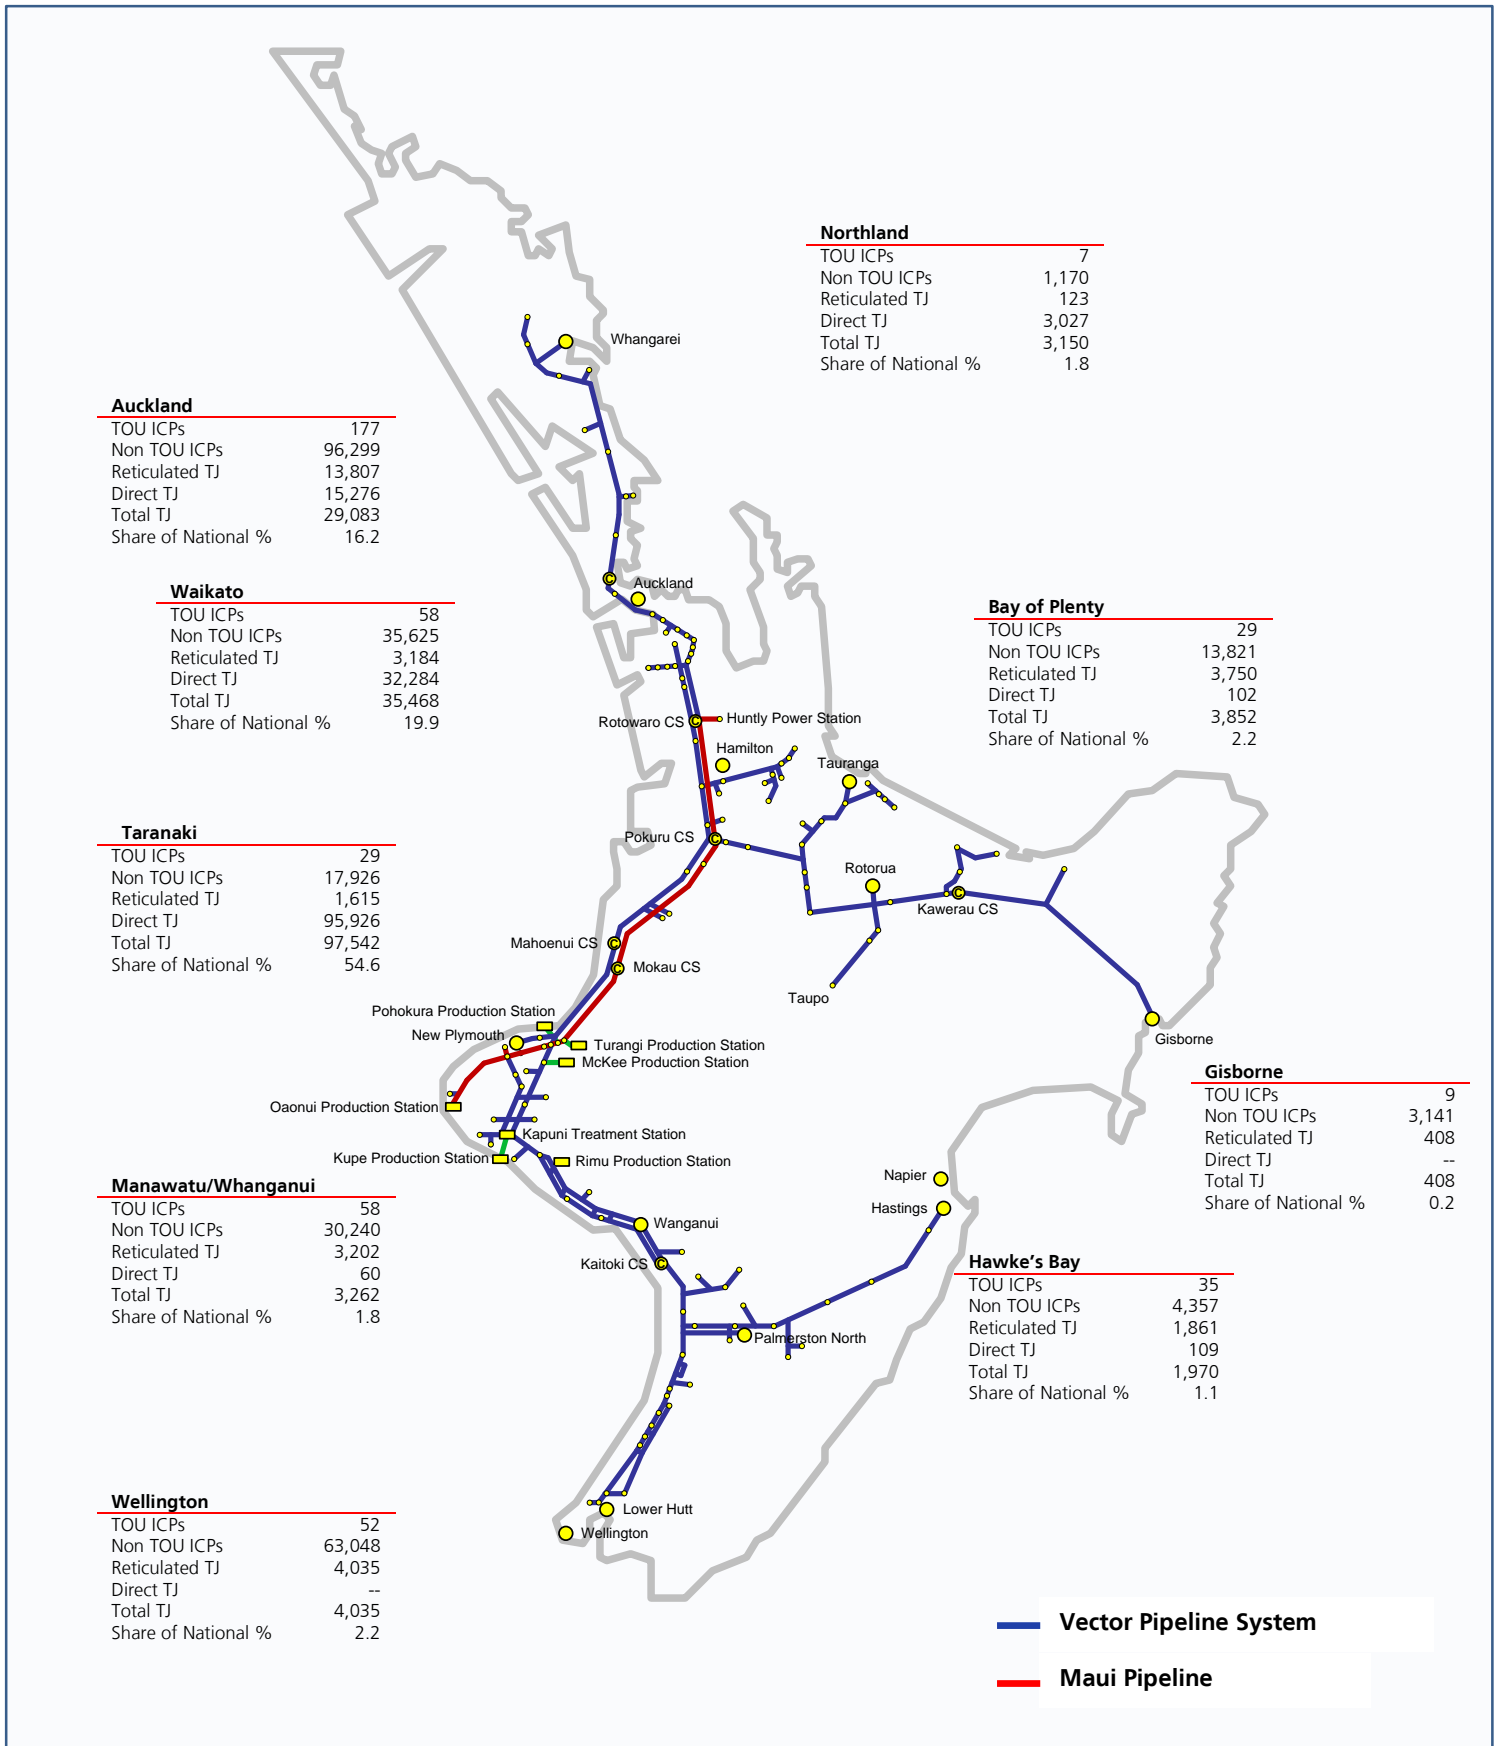 Northland
TOU ICPs 7
Non TOU ICPs 1,170
Reticulated TJ 123
Direct TJ 3,027
Total TJ 3,150
Share of National % 1.8
Whangarei
Auckland
TOU ICPs 177
Non TOU ICPs 96,299
Reticulated TJ 13,807
Direct TJ 15,276
Total TJ 29,083
Share of National % 16.2
Auckland
Waikato
TOU ICPs 58
Non TOU ICPs 35,625
Reticulated TJ 3,184
Direct TJ 32,284
Total TJ 35,468
Share of National % 19.9
Bay of Plenty
TOU ICPs 29
Non TOU ICPs 13,821
Reticulated TJ 3,750
Direct TJ 102
Total TJ 3,852
Share of National % 2.2
C
Rotowaro CS C Huntly Power Station
Hamilton
Tauranga
Pokuru CS C
Taranaki
TOU ICPs 29
Non TOU ICPs 17,926
Reticulated TJ 1,615
Direct TJ 95,926
Total TJ 97,542
Share of National % 54.6
Rotorua
C
Kawerau CS
Mahoenui CS C
C Mokau CS
Taupo
Pohokura Production Station
New Plymouth
Turangi Production Station
McKee Production Station
Gisborne
Oaonui Production Station
Kapuni Treatment Station
Kupe Production Station
Rimu Production Station
Gisborne
TOU ICPs 9
Non TOU ICPs 3,141
Reticulated TJ 408
Direct TJ --
Total TJ 408
Share of National % 0.2
Napier
Hastings
Manawatu/Whanganui
TOU ICPs 58
Non TOU ICPs 30,240
Reticulated TJ 3,202
Direct TJ 60
Total TJ 3,262
Share of National % 1.8
Wanganui
Kaitoki CS C
Palmerston North
Hawke's Bay
TOU ICPs 35
Non TOU ICPs 4,357
Reticulated TJ 1,861
Direct TJ 109
Total TJ 1,970
Share of National % 1.1
Wellington
TOU ICPs 52
Non TOU ICPs 63,048
Reticulated TJ 4,035
Direct TJ --
Total TJ 4,035
Share of National % 2.2
Lower Hutt
Wellington
Vector Pipeline System
Maui Pipeline